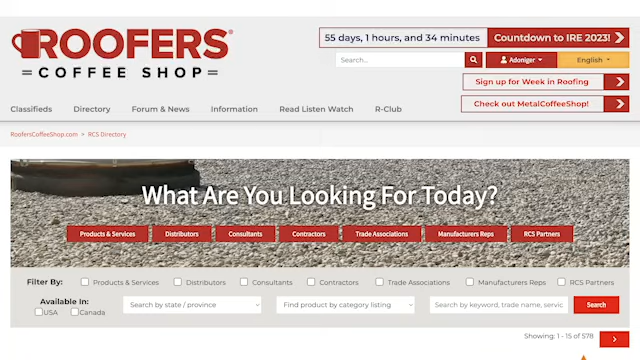 ROOFERS®
COFFEE SHOP
55 days, 1 hours, and 34 minutes Countdown to IRE 2023!
Search... Adoniger English
Sign up for Week in Roofing
Check out MetalCoffeeShop!
Classifieds Directory Forum & News Information Read Listen Watch R-Club
RoofersCoffeeShop.com > RCS Directory
What Are You Looking For Today?
Products & Services Distributors Consultants Contractors Trade Associations Manufacturers Reps RCS Partners
Filter By: Products & Services Distributors Consultants Contractors Trade Associations Manufacturers Reps RCS Partners
Available In:
USA Canada
Search by state / province Find product by category listing Search by keyword, trade name, servic Search
Showing: 1 - 15 of 578